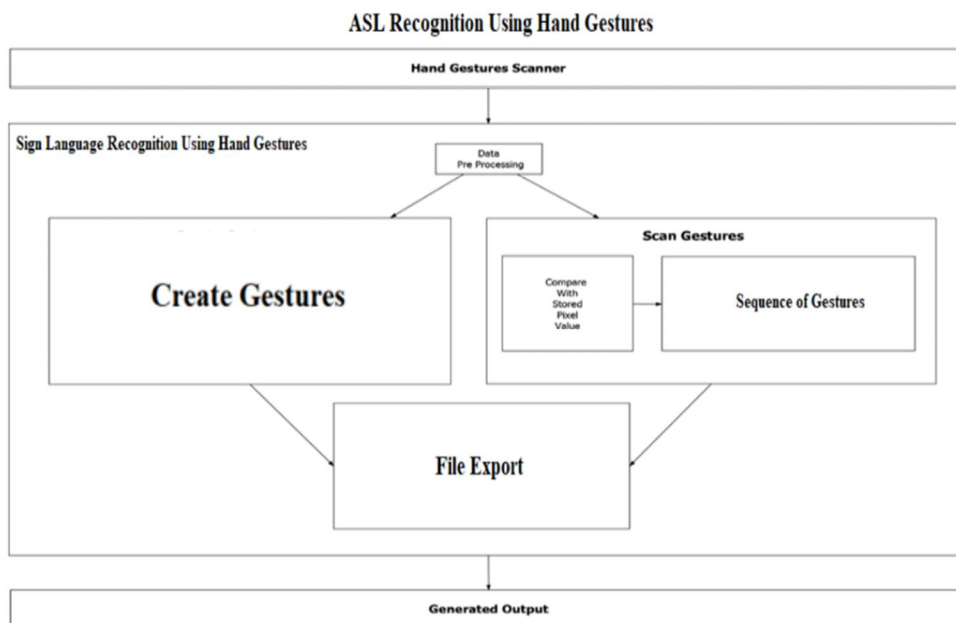 ASL Recognition Using Hand Gestures
Hand Gestures Scanner
Sign Language Recognition Using Hand Gestures
Data
Pre Processing
Create Gestures
Scan Gestures
Compare
With
Stored
Pixel
Value
Sequence of Gestures
File Export
Generated Output